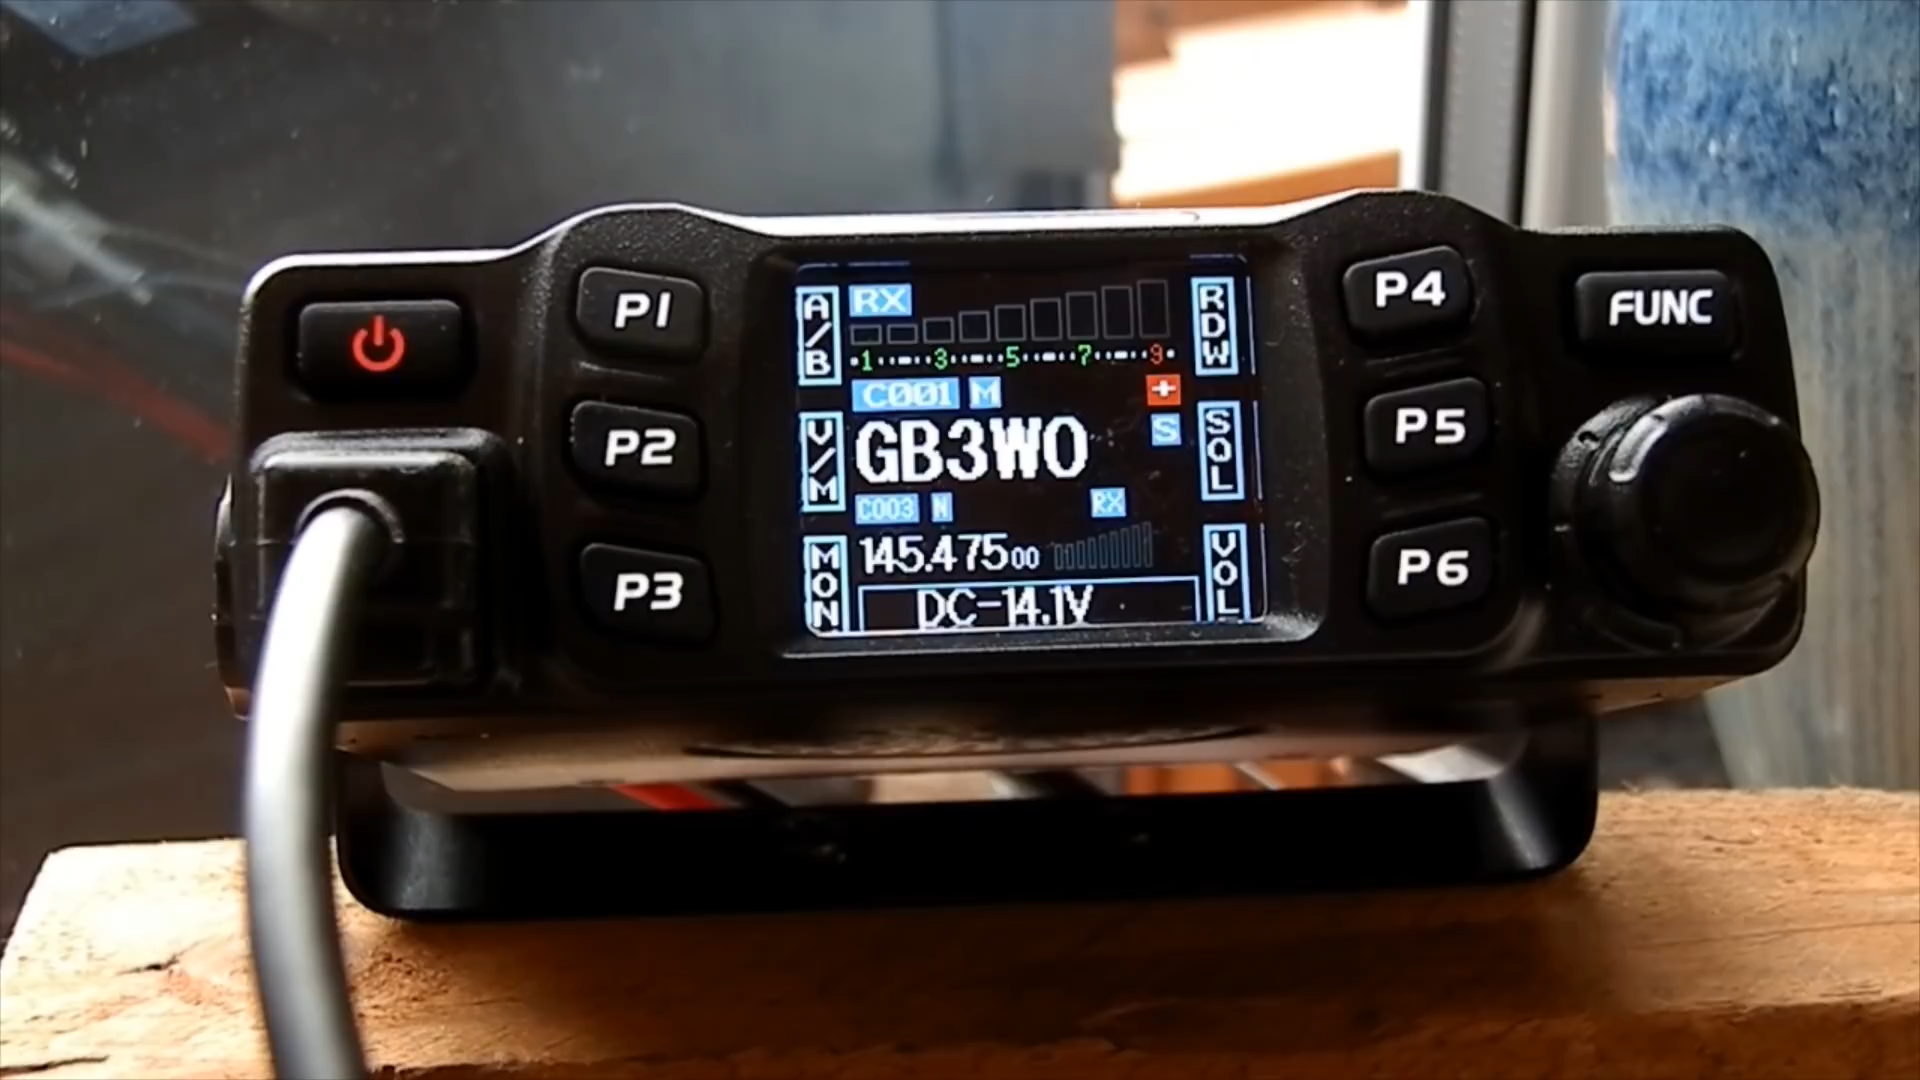 P1
P2
P3
A/B
V/M
MON
RX
1 3 5 7 9
C001 M +
GB3WO S
C003 N RX
145.47500
DC-14.1V
RDW
SQL
VOL
P4
P5
P6
FUNC